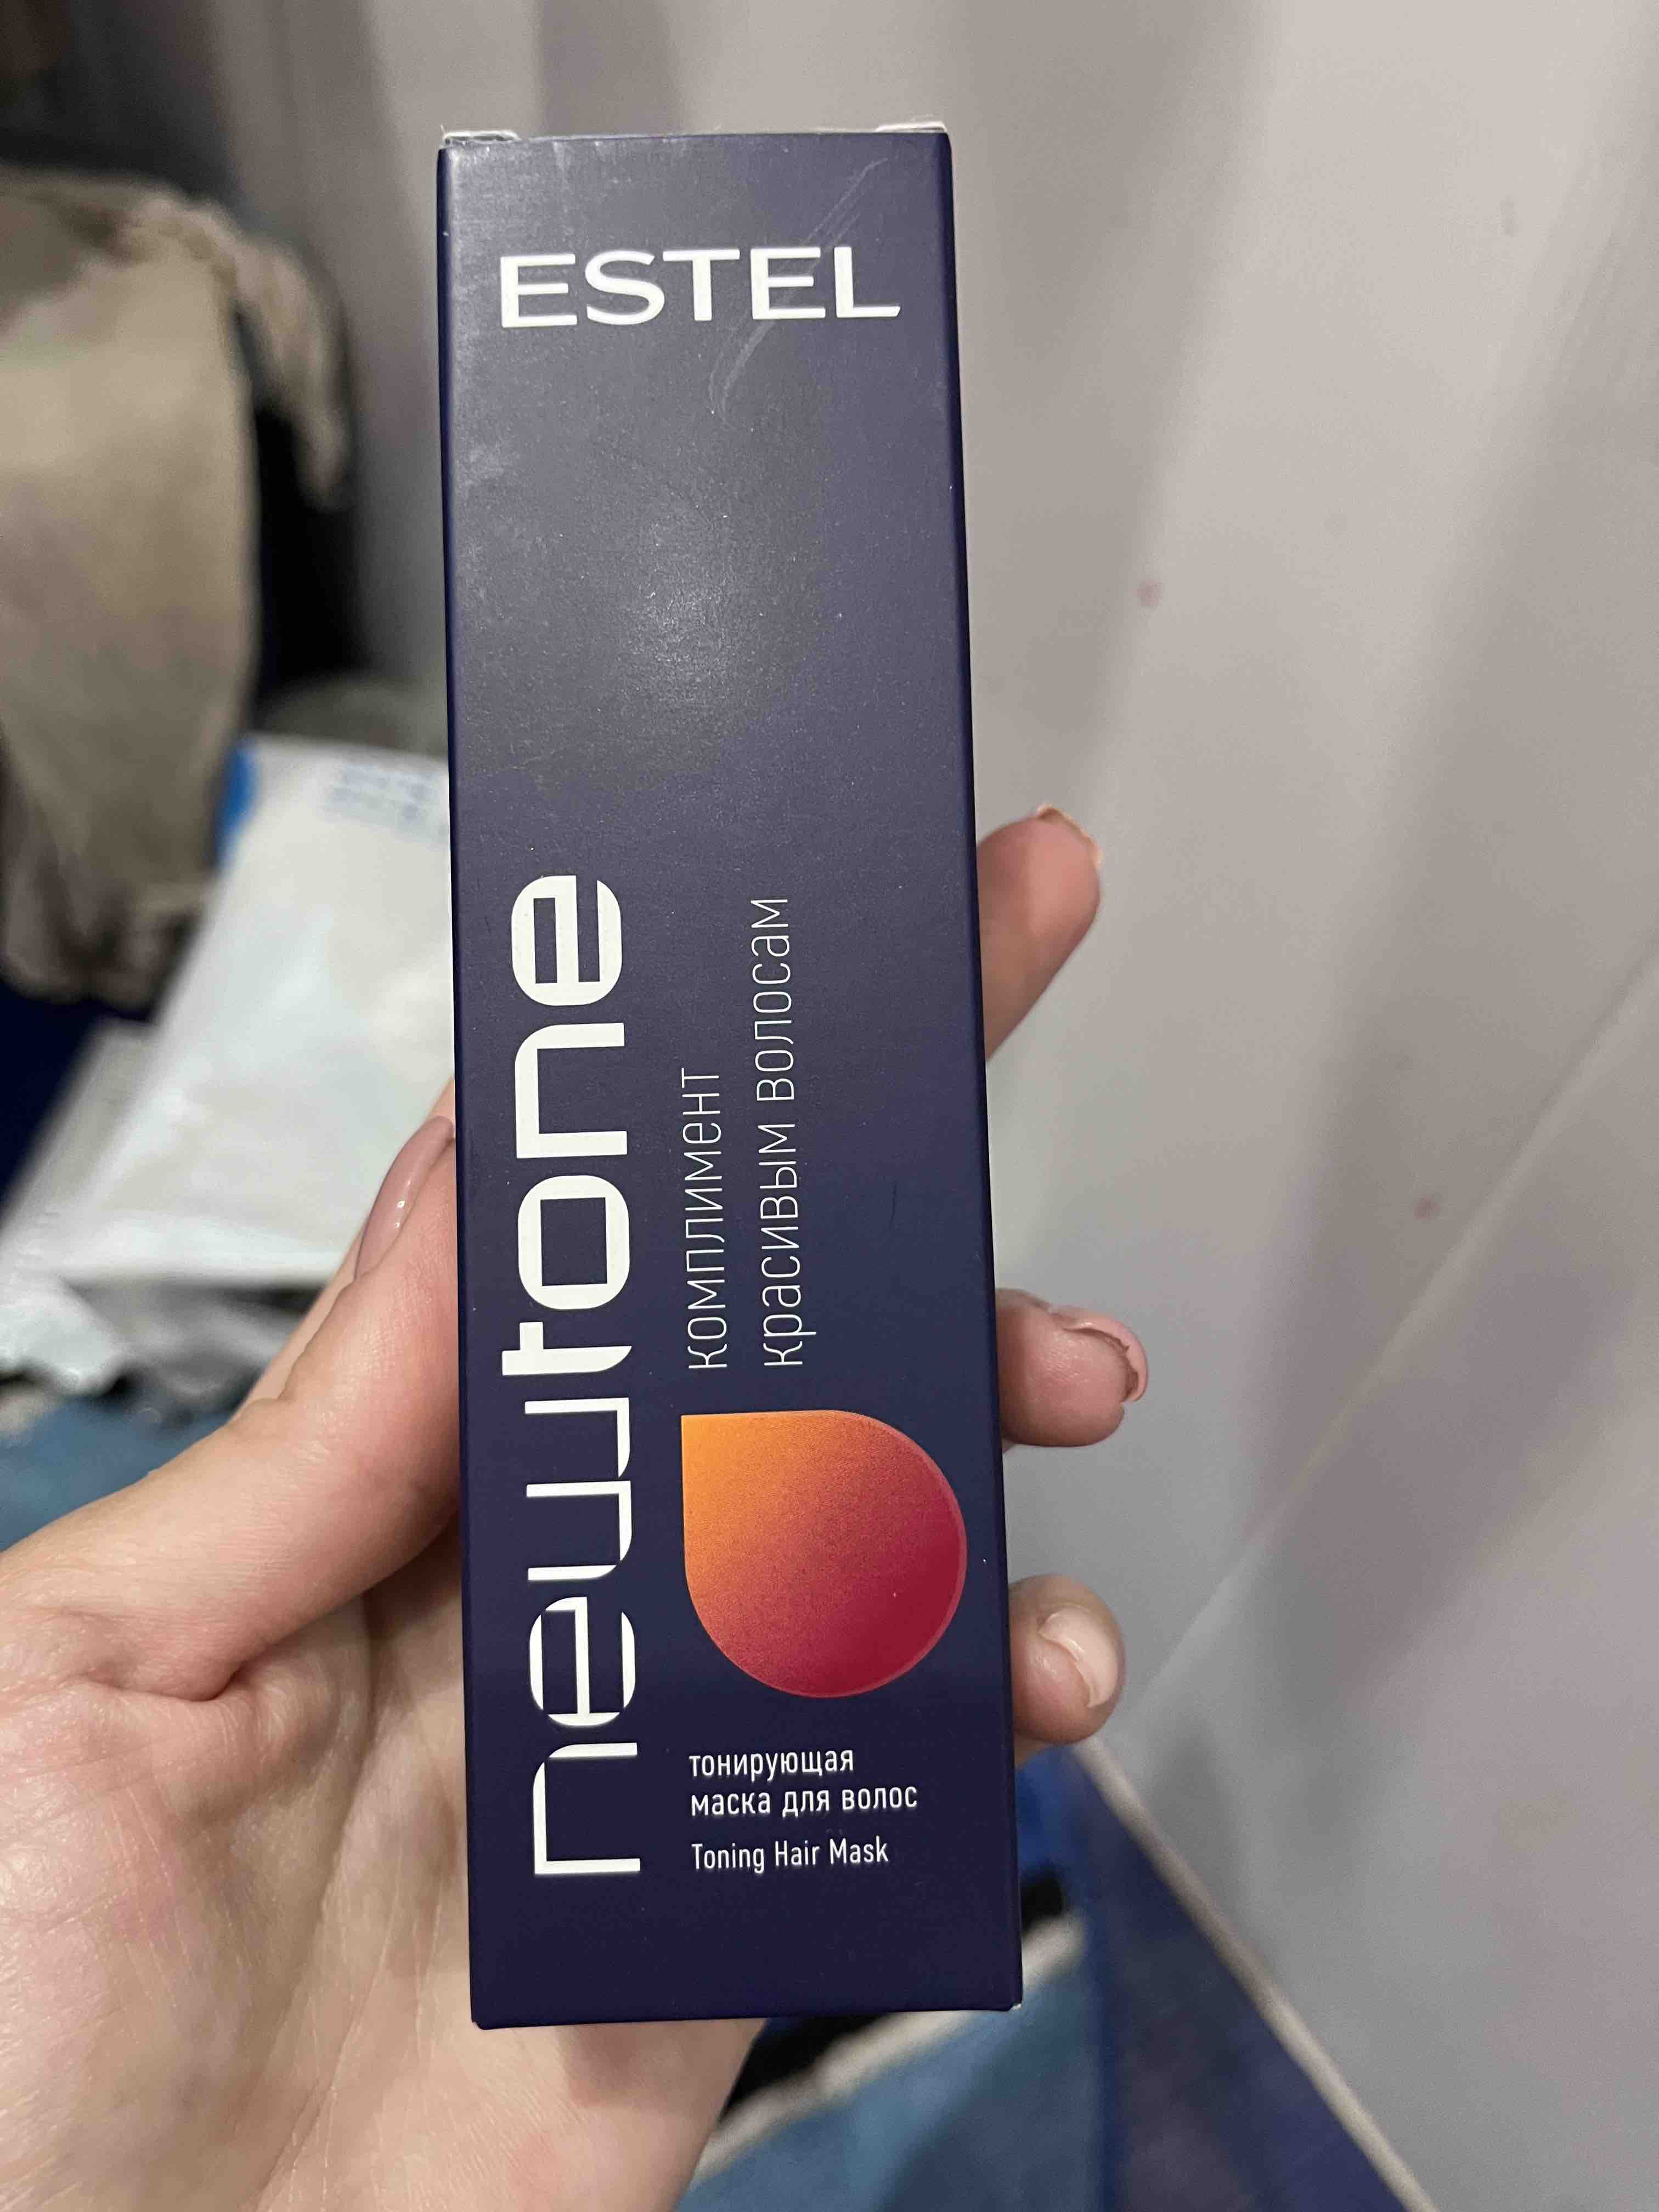 ESTEL
newtone
комплимент
красивым волосам
тонирующая
маска для волос
Toning Hair Mask